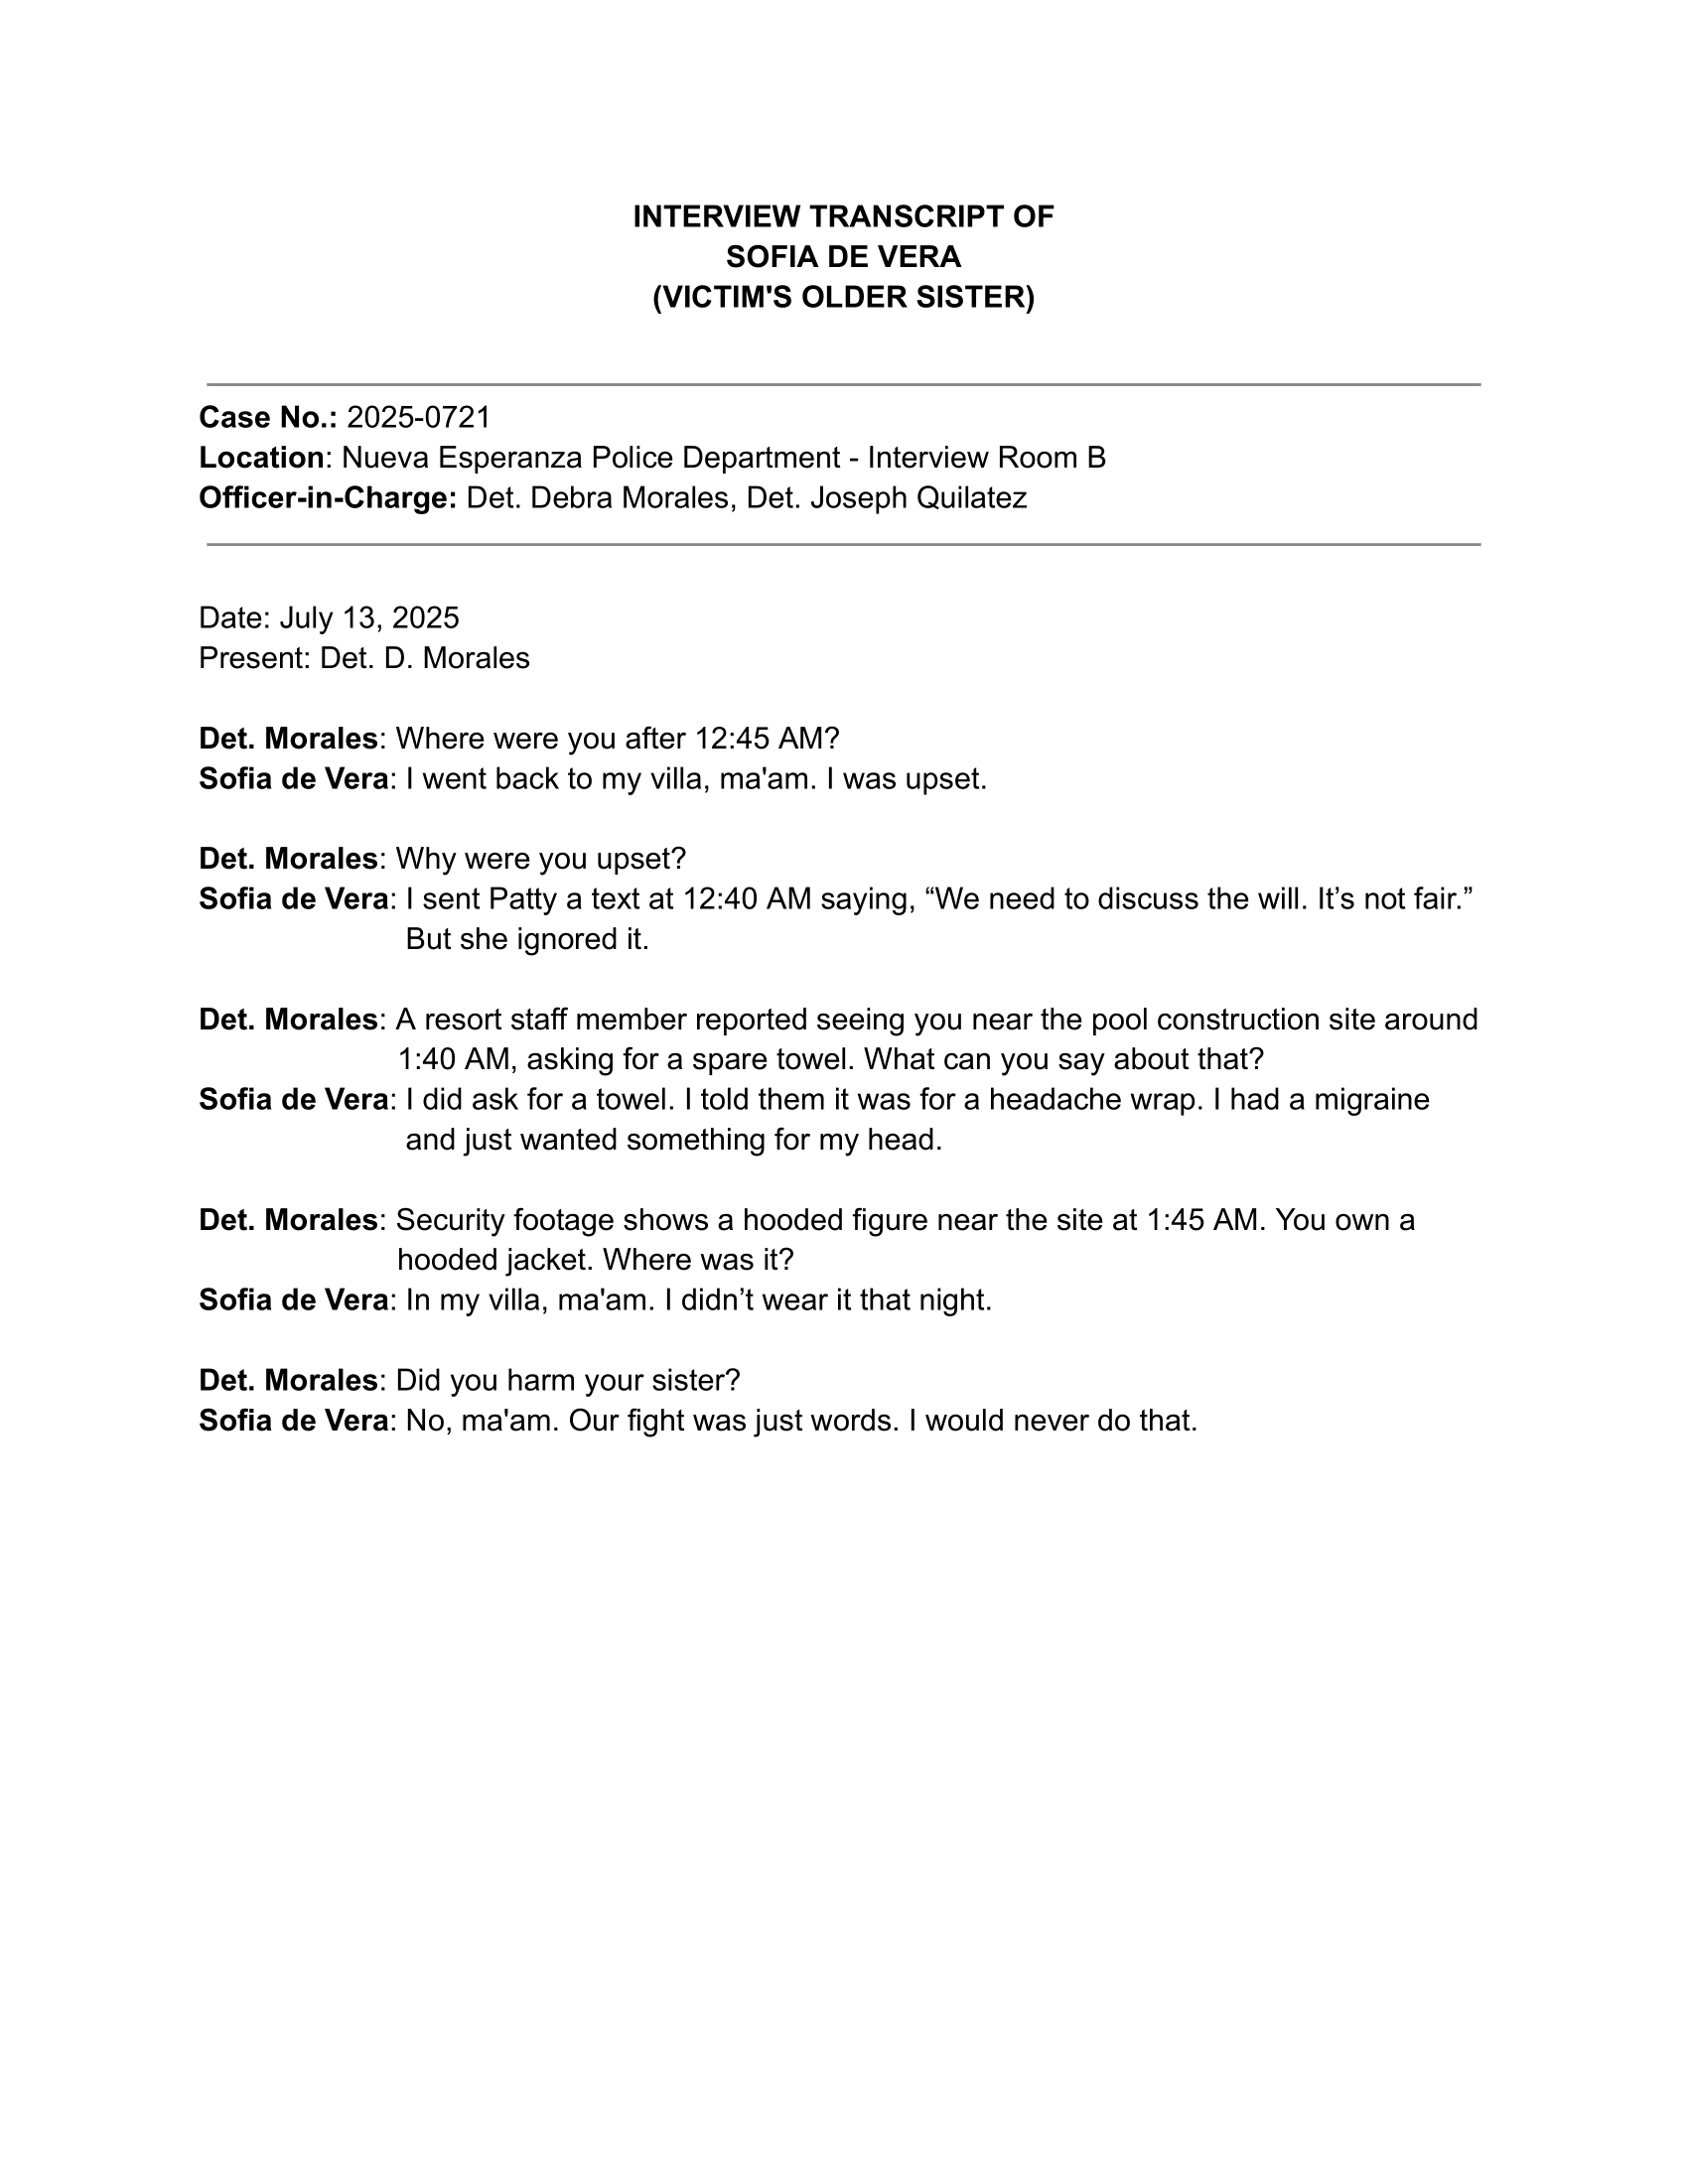 INTERVIEW TRANSCRIPT OF
SOFIA DE VERA
(VICTIM'S OLDER SISTER)
Case No.: 2025-0721
Location: Nueva Esperanza Police Department - Interview Room B
Officer-in-Charge: Det. Debra Morales, Det. Joseph Quilatez
Date: July 13, 2025
Present: Det. D. Morales
Det. Morales: Where were you after 12:45 AM?
Sofia de Vera: I went back to my villa, ma'am. I was upset.
Det. Morales: Why were you upset?
Sofia de Vera: I sent Patty a text at 12:40 AM saying, “We need to discuss the will. It’s not fair.”
But she ignored it.
Det. Morales: A resort staff member reported seeing you near the pool construction site around
1:40 AM, asking for a spare towel. What can you say about that?
Sofia de Vera: I did ask for a towel. I told them it was for a headache wrap. I had a migraine
and just wanted something for my head.
Det. Morales: Security footage shows a hooded figure near the site at 1:45 AM. You own a
hooded jacket. Where was it?
Sofia de Vera: In my villa, ma'am. I didn’t wear it that night.
Det. Morales: Did you harm your sister?
Sofia de Vera: No, ma'am. Our fight was just words. I would never do that.